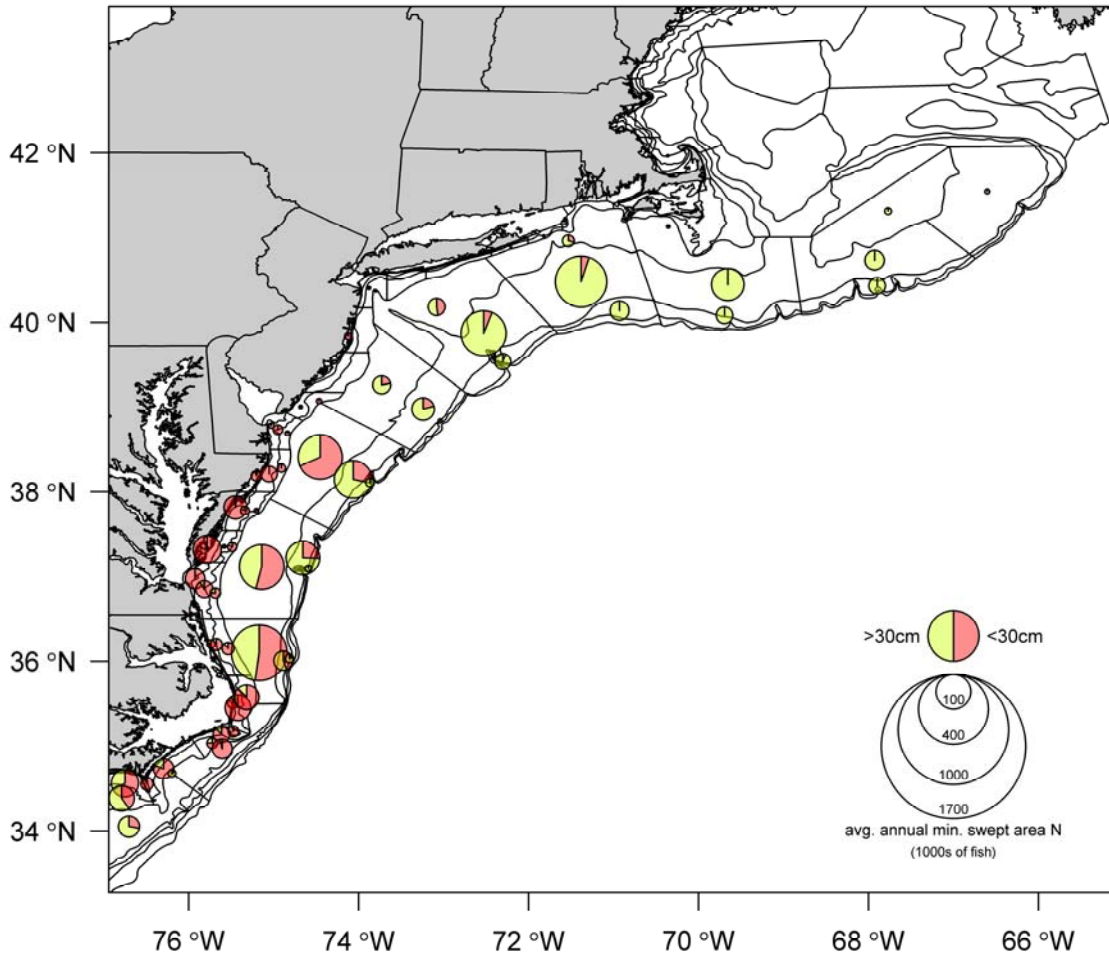 42 °N
40 °N
38 °N
36 °N
34 °N
>30cm <30cm
100
400
1000
1700
avg. annual min. swept area N
(1000s of fish)
76 °W 74 °W 72 °W 70 °W 68 °W 66 °W